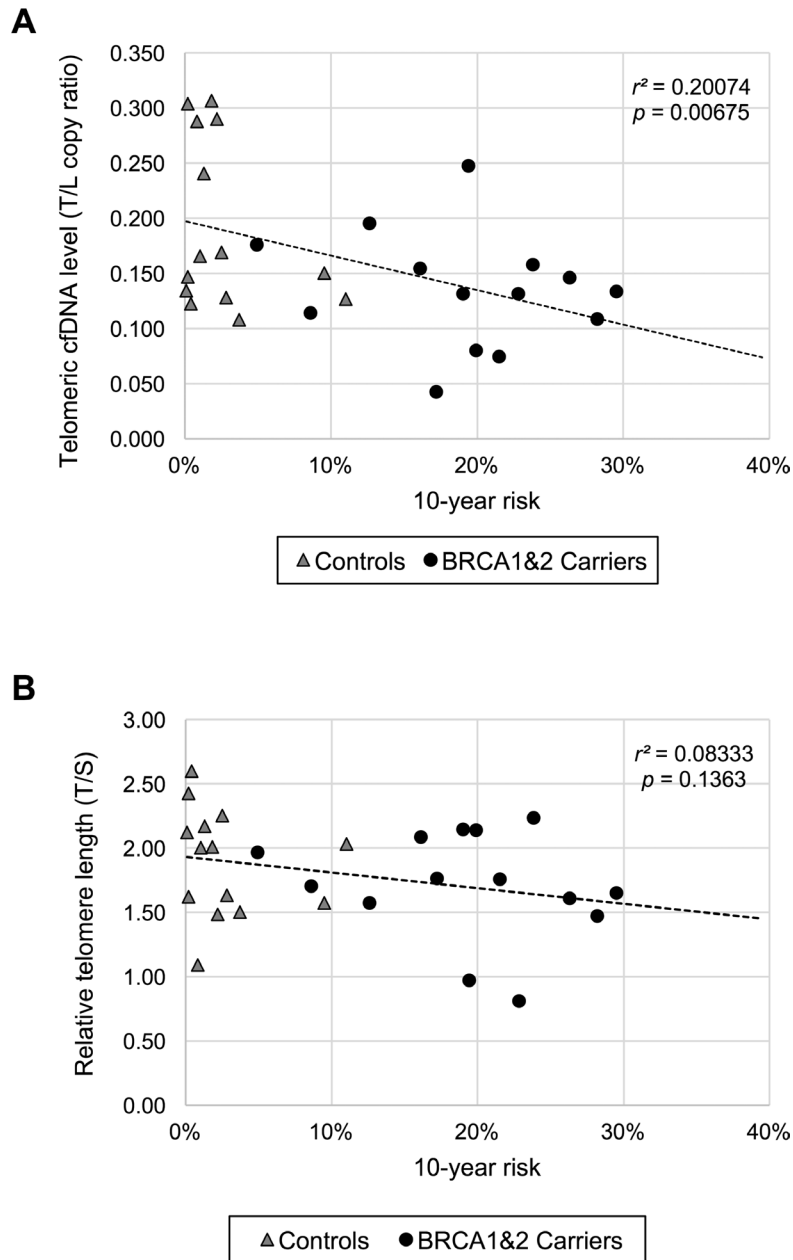 A
Telomeric cfDNA level (T/L copy ratio)
0.350
0.300
0.250
0.200
0.150
0.100
0.050
0.000
r² = 0.20074
p = 0.00675
0%
10%
20%
30%
40%
10-year risk
Controls
BRCA1&2 Carriers
B
Relative telomere length (T/S)
3.00
2.50
2.00
1.50
1.00
0.50
0.00
r² = 0.08333
p = 0.1363
0%
10%
20%
30%
40%
10-year risk
Controls
BRCA1&2 Carriers